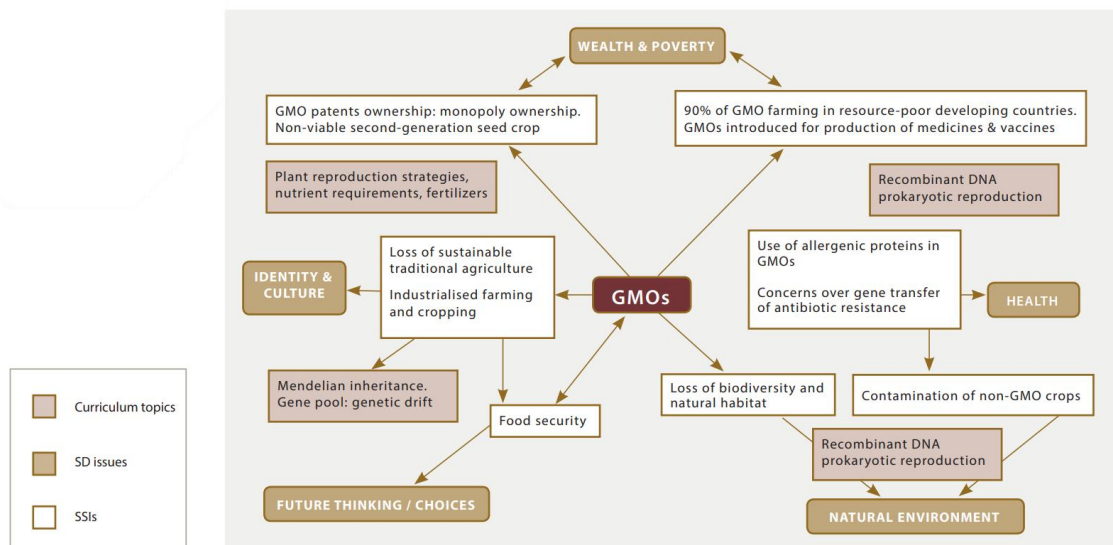 WEALTH & POVERTY
GMO patents ownership: monopoly ownership.
Non-viable second-generation seed crop
90% of GMO farming in resource-poor developing countries.
GMOs introduced for production of medicines & vaccines
Plant reproduction strategies,
nutrient requirements, fertilizers
Recombinant DNA
prokaryotic reproduction
Loss of sustainable
traditional agriculture
Industrialised farming
and cropping
Use of allergenic proteins in
GMOs
Concerns over gene transfer
of antibiotic resistance
IDENTITY &
CULTURE
GMOs
HEALTH
Mendelian inheritance.
Gene pool: genetic drift
Loss of biodiversity and
natural habitat
Contamination of non-GMO crops
Food security
Recombinant DNA
prokaryotic reproduction
FUTURE THINKING / CHOICES
NATURAL ENVIRONMENT
Curriculum topics
SD issues
SSIs